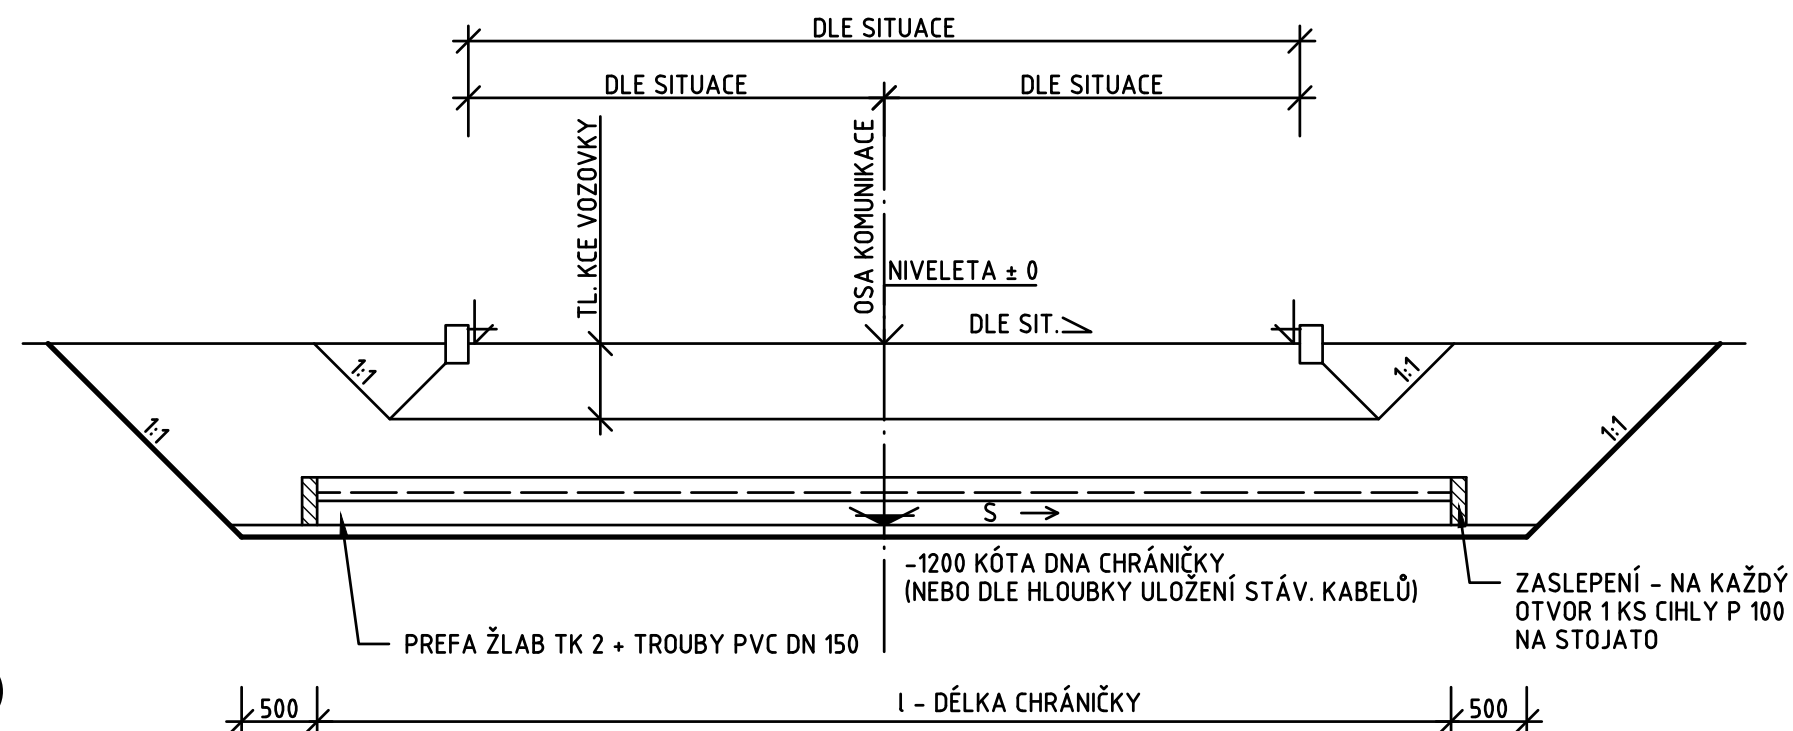 DLE SITUACE
DLE SITUACE
DLE SITUACE
TL. KCE VOZOVKY
OSA KOMUNIKACE
NIVELETA ± 0
DLE SIT.
1:1
1:1
1:1
1:1
S
-1200 KÓTA DNA CHRÁNIČKY
(NEBO DLE HLOUBKY ULOŽENÍ STÁV. KABELŮ)
ZASLEPENÍ - NA KAŽDÝ
OTVOR 1 KS CIHLY P 100
NA STOJATO
PREFA ŽLAB TK 2 + TROUBY PVC DN 150
500
l - DÉLKA CHRÁNIČKY
500